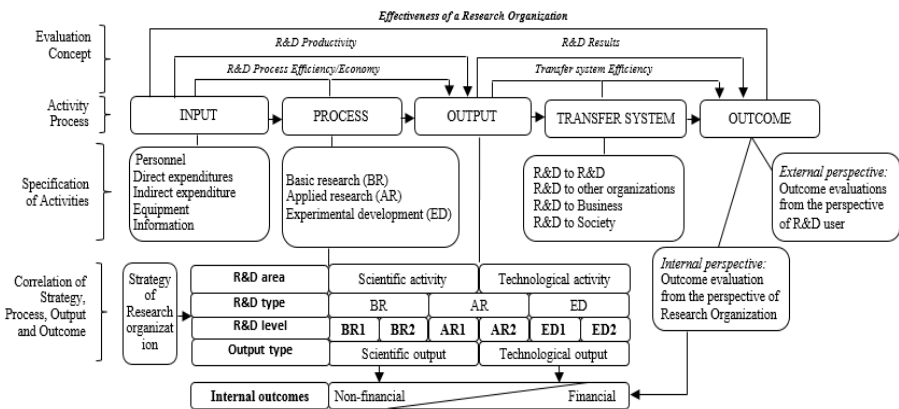 Effectiveness of a Research Organization
Evaluation
Concept
R&D Productivity
R&D Results
R&D Process Efficiency/Economy
Transfer system Efficiency
Activity
Process
INPUT
PROCESS
OUTPUT
TRANSFER SYSTEM
OUTCOME
Specification
of Activities
Personnel
Direct expenditures
Indirect expenditure
Equipment
Information
Basic research (BR)
Applied research (AR)
Experimental development (ED)
R&D to R&D
R&D to other organizations
R&D to Business
R&D to Society
External perspective:
Outcome evaluations
from the perspective
of R&D user
Internal perspective:
Outcome evaluation
from the perspective of
Research Organization
Correlation of
Strategy,
Process, Output
and Outcome
Strategy
of
Research
organizat
ion
R&D area
Scientific activity
Technological activity
R&D type
BR
AR
ED
R&D level
BR1
BR2
AR1
AR2
ED1
ED2
Output type
Scientific output
Technological output
Internal outcomes
Non-financial
Financial